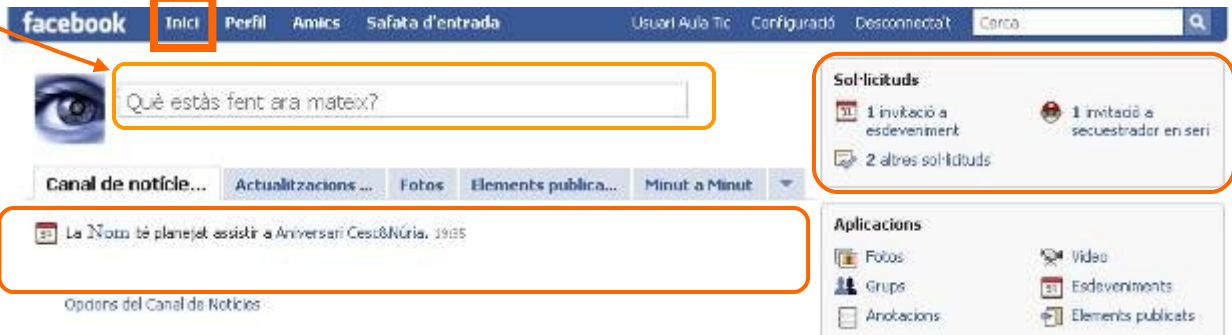 facebook Inici Perfil Amics Safata d'entrada Usuari Aula Tic Configuració Desconnecta't Cerca
Què estàs fent ara mateix?
Canal de notície... Actualitzacions ... Fotos Elements publica... Minut a Minut
La Nom té planejat assistir a Aniversari Cesc&Núria. 19:35
Opcions del Canal de Notícies
Sol·licituds
1 invitació a esdeveniment
1 invitació a secuestrador en seri
2 altres sol·licituds
Aplicacions
Fotos Video
Grups Esdeveniments
Anotacions Elements publicats